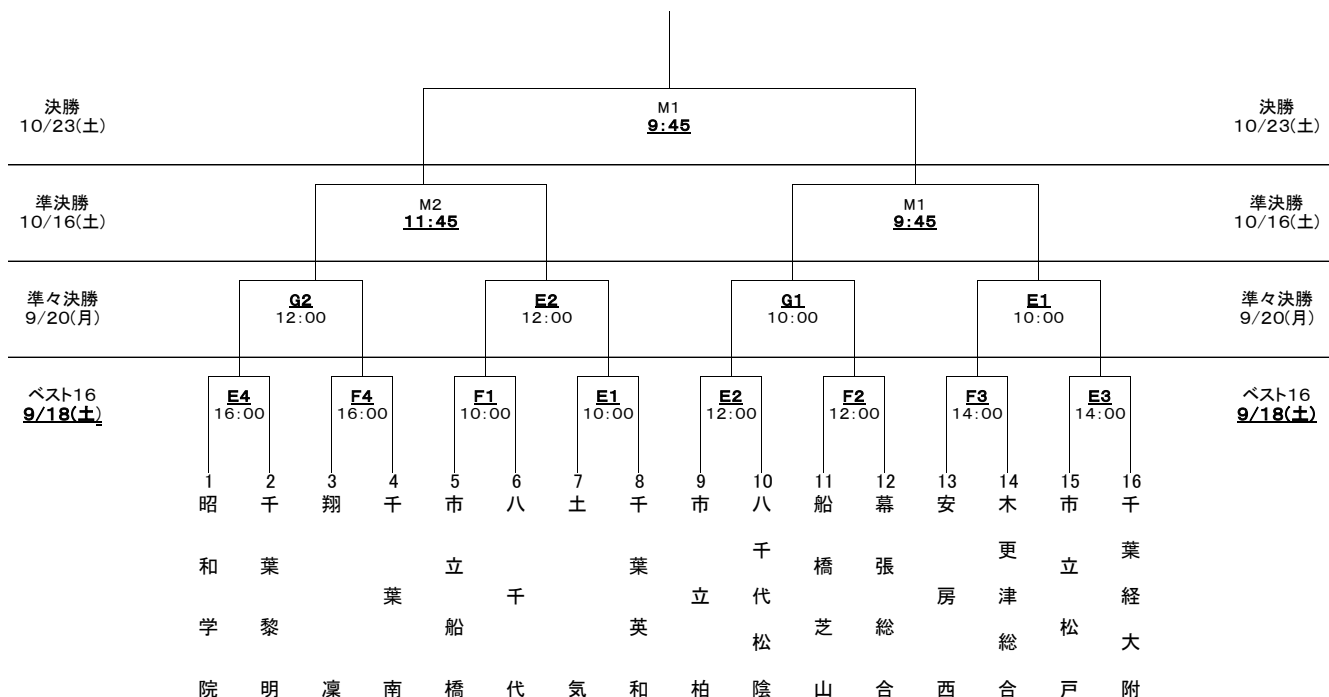 決勝
10/23(土)
M1
9:45
決勝
10/23(土)
準決勝
10/16(土)
M2
11:45
M1
9:45
準決勝
10/16(土)
準々決勝
9/20(月)
G2
12:00
E2
12:00
G1
10:00
E1
10:00
準々決勝
9/20(月)
ベスト16
9/18(土)
E4
16:00
F4
16:00
F1
10:00
E1
10:00
E2
12:00
F2
12:00
F3
14:00
E3
14:00
ベスト16
9/18(土)
1
昭和学院
2
千葉黎明
3
翔凜
4
千葉南
5
市立船橋
6
八千代
7
土気
8
千葉英和
9
市立柏
10
八千代松陰
11
船橋芝山
12
幕張総合
13
安房西
14
木更津総合
15
市立松戸
16
千葉経大附